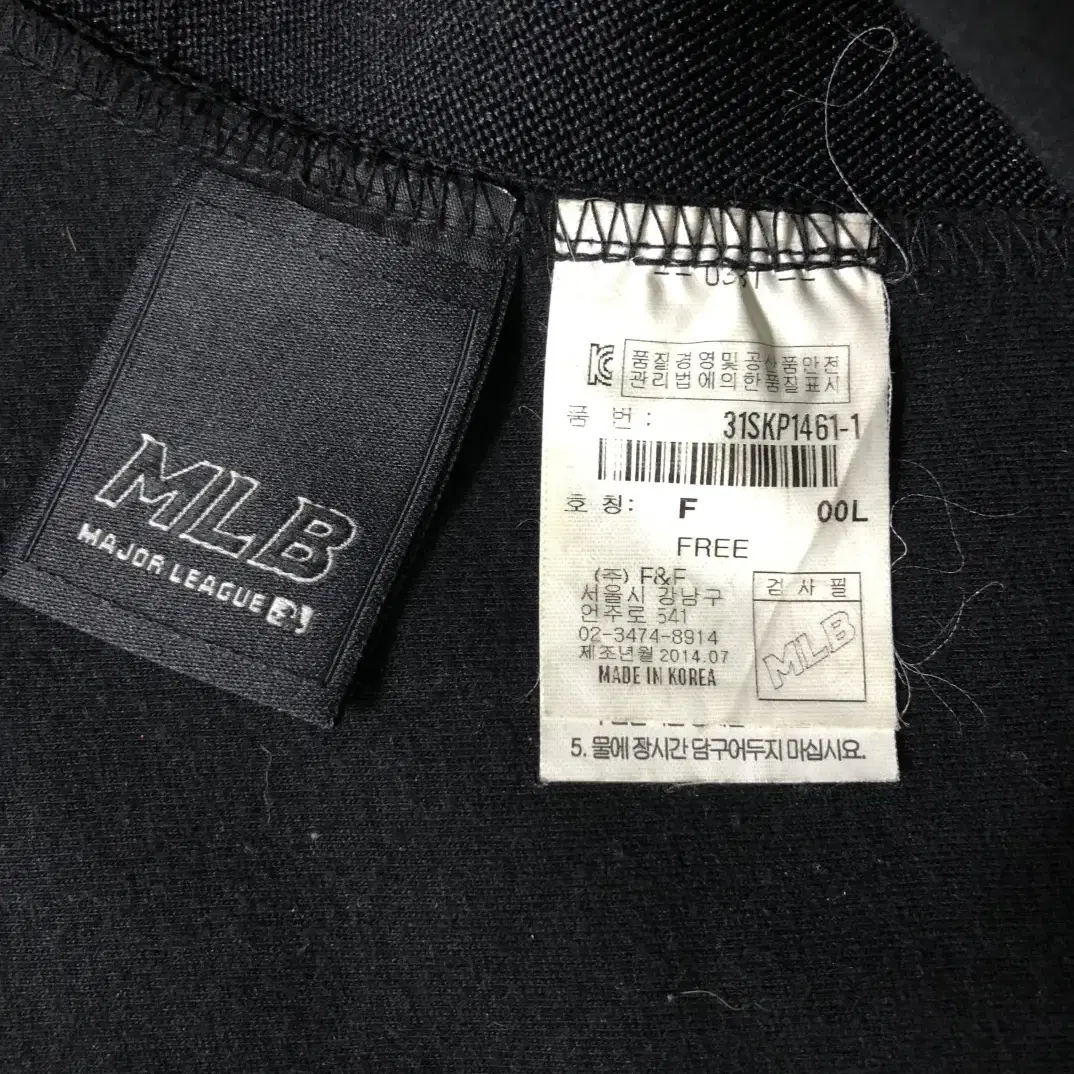 MLB
MAJOR LEAGUE
품질경영및공산품안전
관리법에의한품질표시
품 번 :
31SKP1461-1
호 칭:
F
00L
FREE
(주) F&F
서울시 강남구
언주로 541
02-3474-8914
제조년월 2014.07
MADE IN KOREA
검 사 필
MLB
5. 물에 장시간 담구어두지 마십시요.